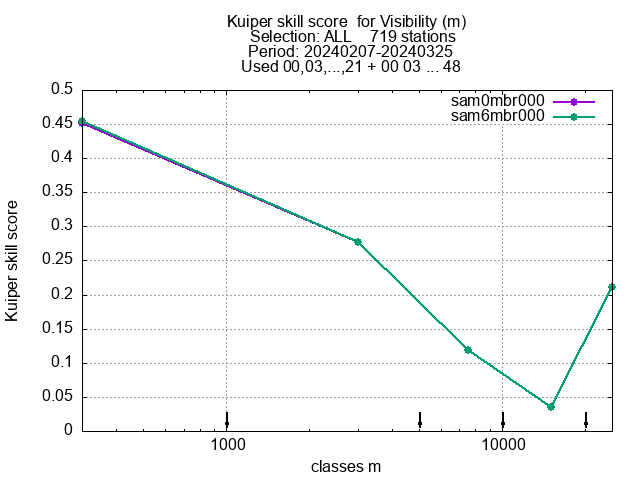 Kuiper skill score  for Visibility (m)
Selection: ALL    719 stations
Period: 20240207-20240325
Used 00,03,...,21 + 00 03 ... 48
sam0mbr000
sam6mbr000
0.5
0.45
0.4
0.35
0.3
0.25
0.2
0.15
0.1
0.05
0
Kuiper skill score
1000 10000
classes m